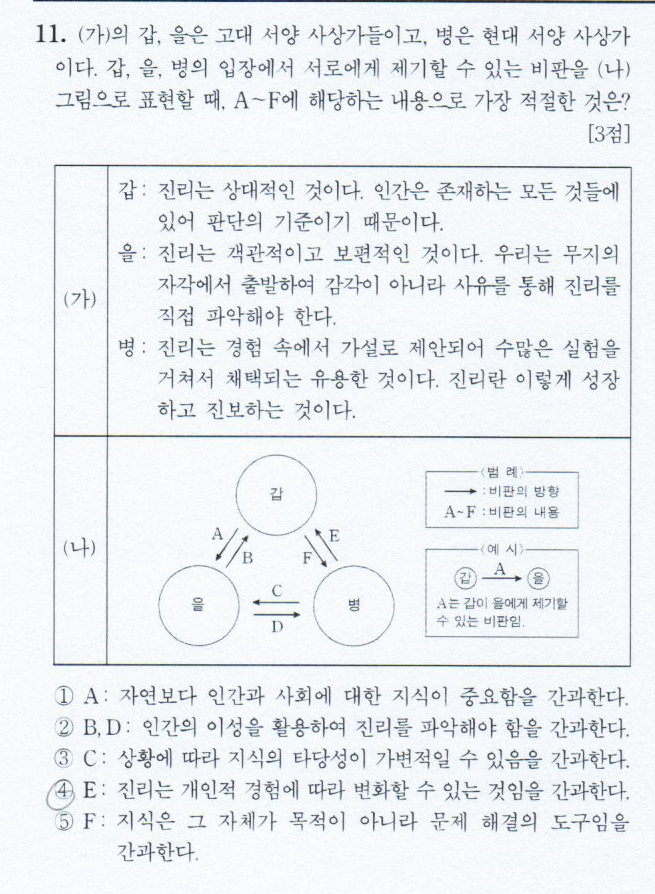 11. (가)의 갑, 을은 고대 서양 사상가들이고, 병은 현대 서양 사상가
이다. 갑, 을, 병의 입장에서 서로에게 제기할 수 있는 비판을 (나)
그림으로 표현할 때, A~F에 해당하는 내용으로 가장 적절한 것은?
[3점]
갑 : 진리는 상대적인 것이다. 인간은 존재하는 모든 것들에
있어 판단의 기준이기 때문이다.
을 : 진리는 객관적이고 보편적인 것이다. 우리는 무지의
(가)
자각에서 출발하여 감각이 아니라 사유를 통해 진리를
직접 파악해야 한다.
병 : 진리는 경험 속에서 가설로 제안되어 수많은 실험을
거쳐서 채택되는 유용한 것이다. 진리란 이렇게 성장
하고 진보하는 것이다.
(나)
갑
A
B
E
F
을
C
D
병
〈범 례〉
→ : 비판의 방향
A~F : 비판의 내용
〈예 시〉
갑 A → 을
A는 갑이 을에게 제기할
수 있는 비판임.
① A : 자연보다 인간과 사회에 대한 지식이 중요함을 간과한다.
② B, D : 인간의 이성을 활용하여 진리를 파악해야 함을 간과한다.
③ C : 상황에 따라 지식의 타당성이 가변적일 수 있음을 간과한다.
④ E : 진리는 개인적 경험에 따라 변화할 수 있는 것임을 간과한다.
⑤ F : 지식은 그 자체가 목적이 아니라 문제 해결의 도구임을
간과한다.